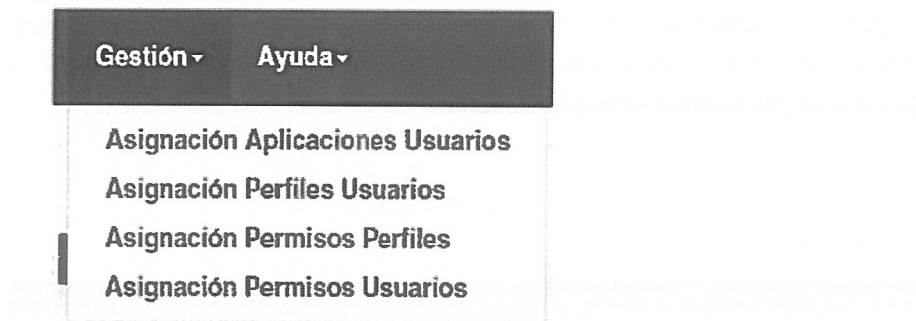 Gestión Ayuda
Asignación Aplicaciones Usuarios
Asignación Perfiles Usuarios
Asignación Permisos Perfiles
Asignación Permisos Usuarios